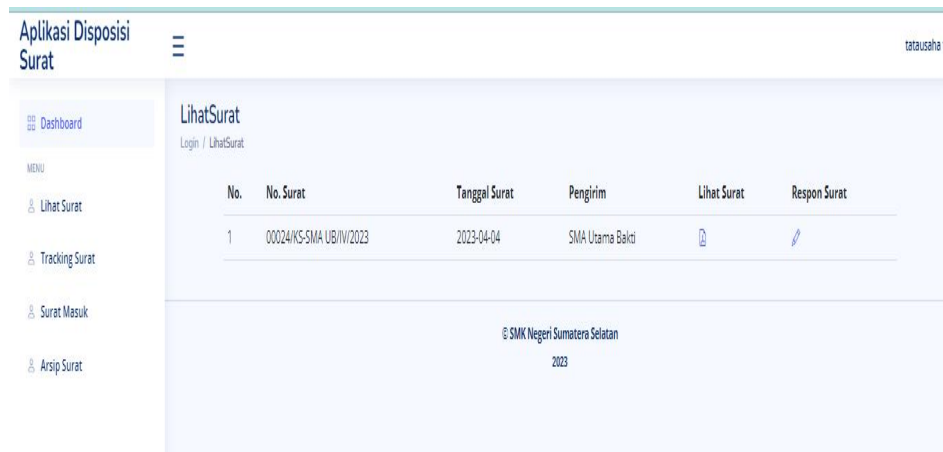 Aplikasi Disposisi
Surat
tatausaha
Dashboard
MENU
Lihat Surat
Tracking Surat
Surat Masuk
Arsip Surat
LihatSurat
Login / LihatSurat
No. No. Surat Tanggal Surat Pengirim Lihat Surat Respon Surat
1 00024/KS-SMA UB/IV/2023 2023-04-04 SMA Utama Bakti
© SMK Negeri Sumatera Selatan
2023